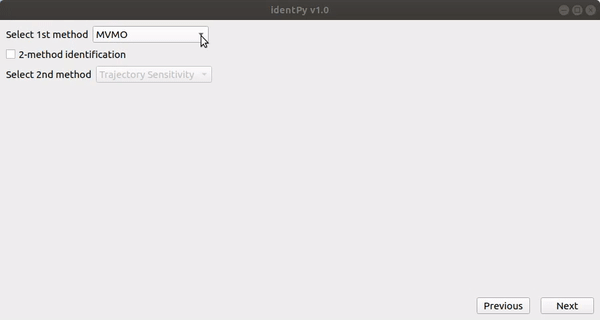 identPy v1.0
Select 1st method MVMO
2-method identification
Select 2nd method Trajectory Sensitivity
Previous Next